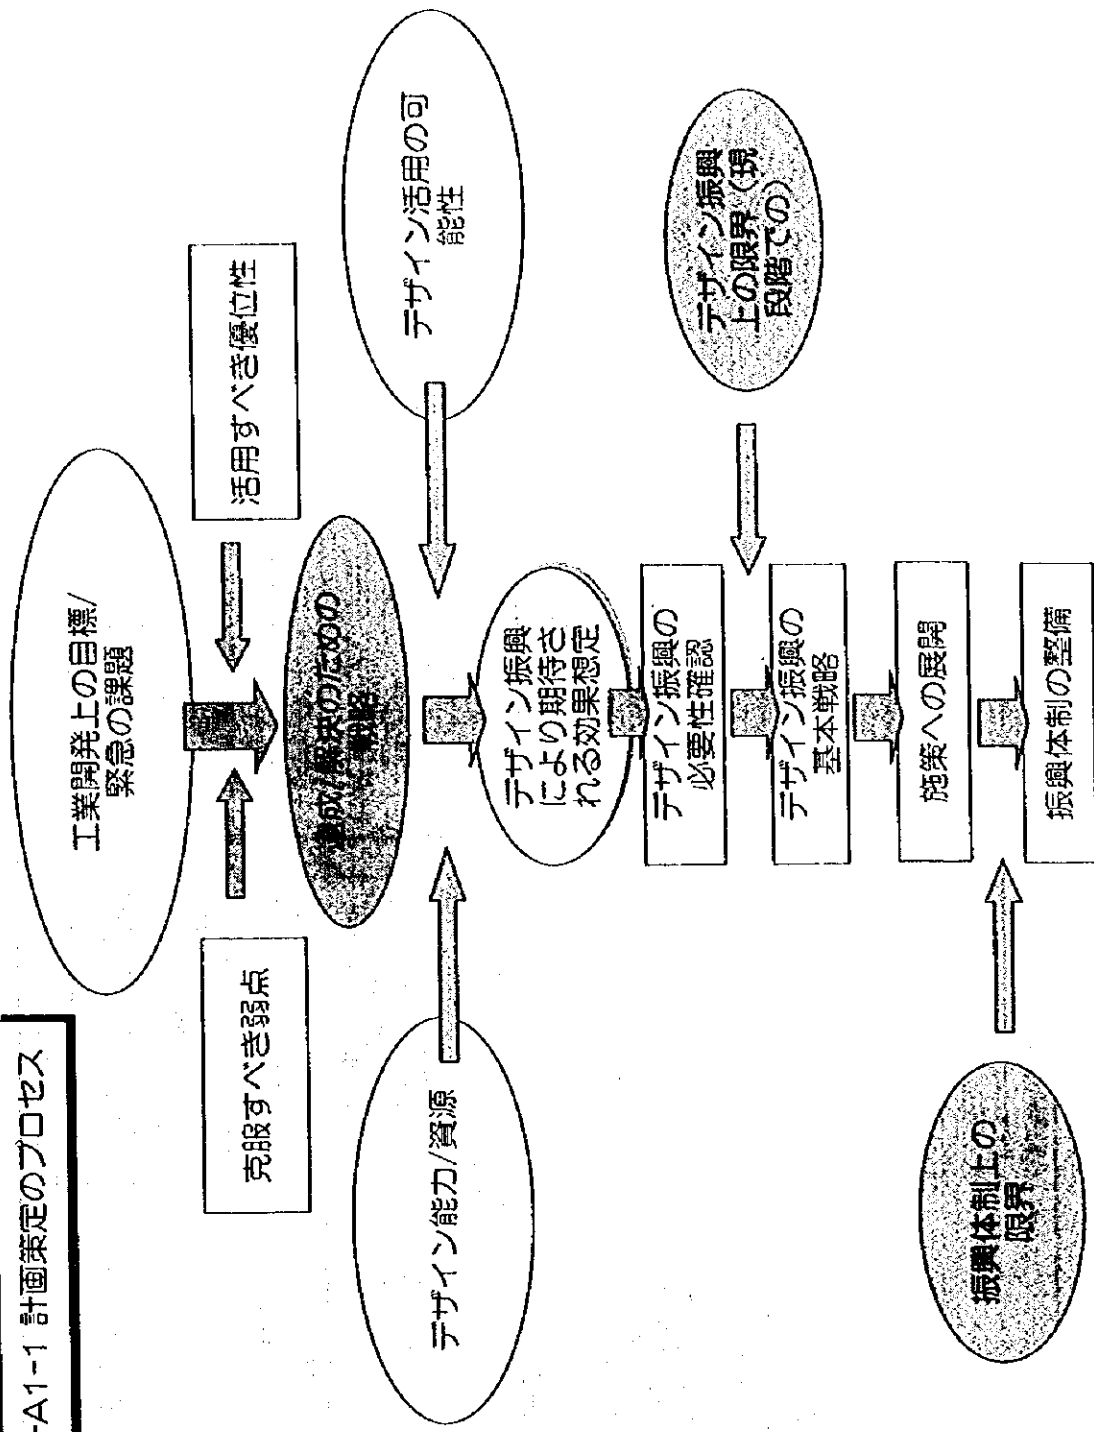 -A1-1 計画策定のプロセス
工業開発上の目標/
緊急の課題
克服すべき弱点
活用すべき優位性
達成/解決のための
戦略
デザイン能力/資源
デザイン活用の可
能性
デザイン振興
により期待さ
れる効果想定
デザイン振興の
必要性確認
デザイン振興
上の限界（現
段階での)
デザイン振興の
基本戦略
施策への展開
振興体制上の
限界
振興体制の整備